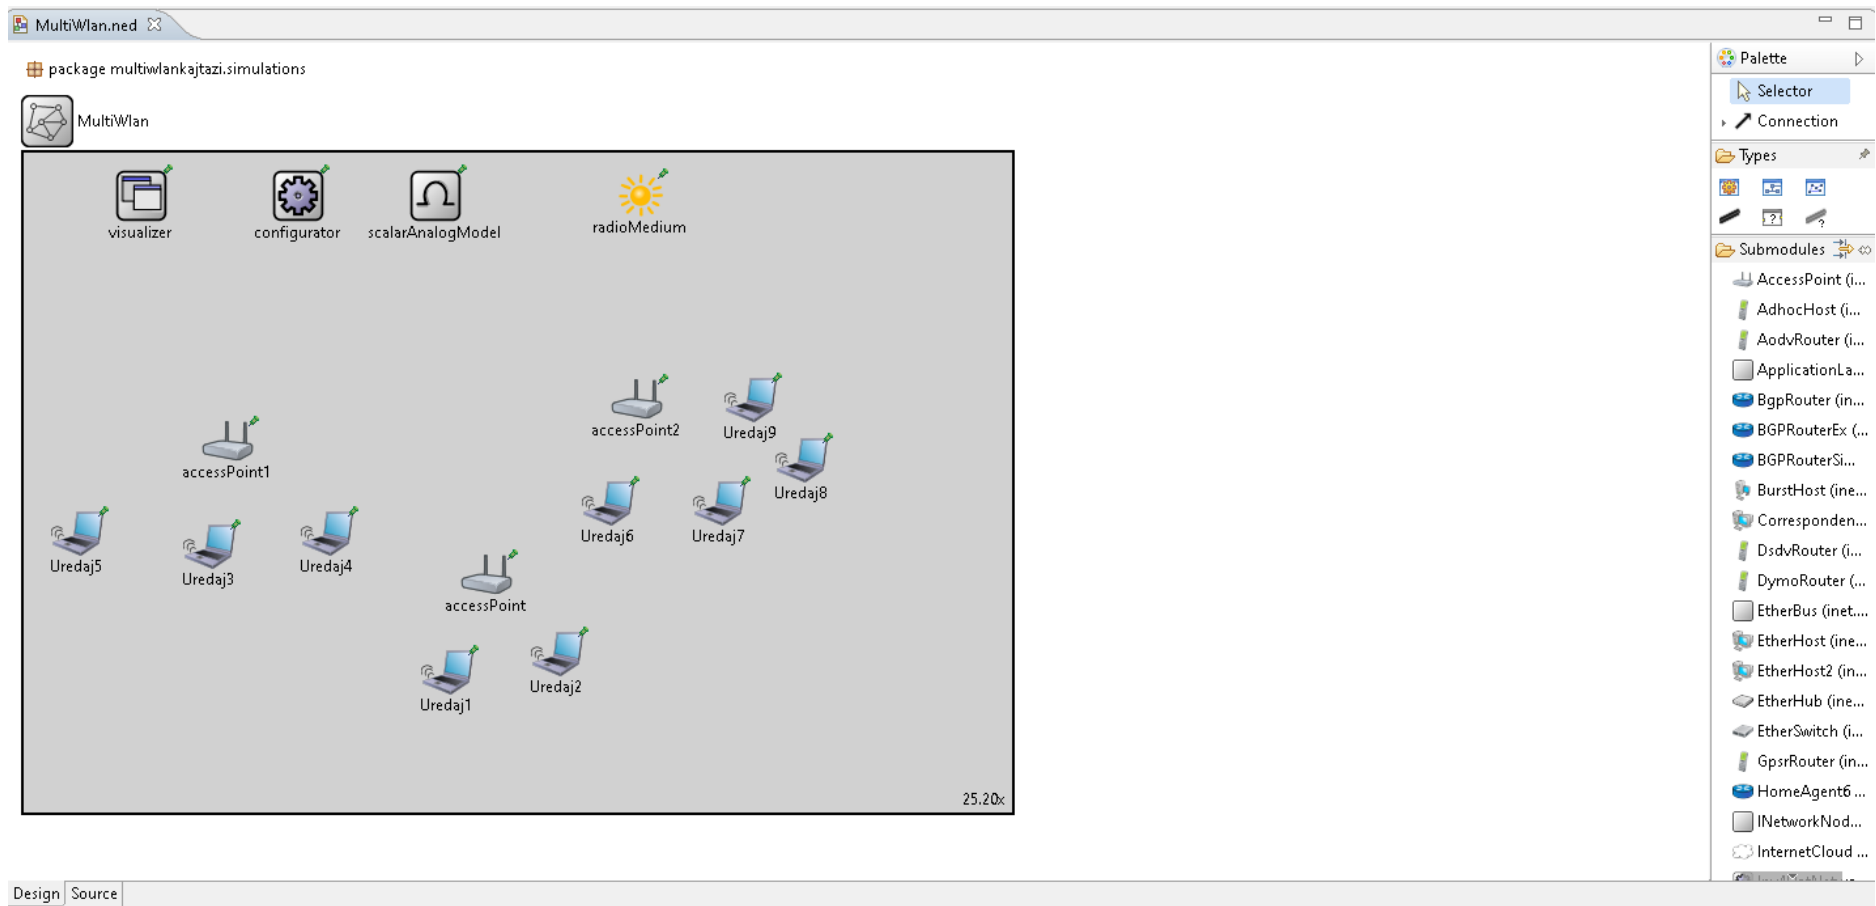 MultiWlan.ned
package multiwlankajtazi.simulations
MultiWlan
visualizer
configurator
scalarAnalogModel
radioMedium
accessPoint2
Uredaj9
accessPoint1
Uredaj8
Uredaj6
Uredaj7
Uredaj5
Uredaj3
Uredaj4
accessPoint
Uredaj2
Uredaj1
25.20x
Design
Source
Palette
Selector
Connection
Types
?
?
Submodules
AccessPoint (i...
AdhocHost (i...
AodvRouter (i...
ApplicationLa...
BgpRouter (in...
BGPRouterEx (...
BGPRouterSi...
BurstHost (ine...
Corresponden...
DsdvRouter (i...
DymoRouter (...
EtherBus (inet....
EtherHost (ine...
EtherHost2 (in...
EtherHub (ine...
EtherSwitch (i...
GpsrRouter (in...
HomeAgent6 ...
INetworkNod...
InternetCloud ...